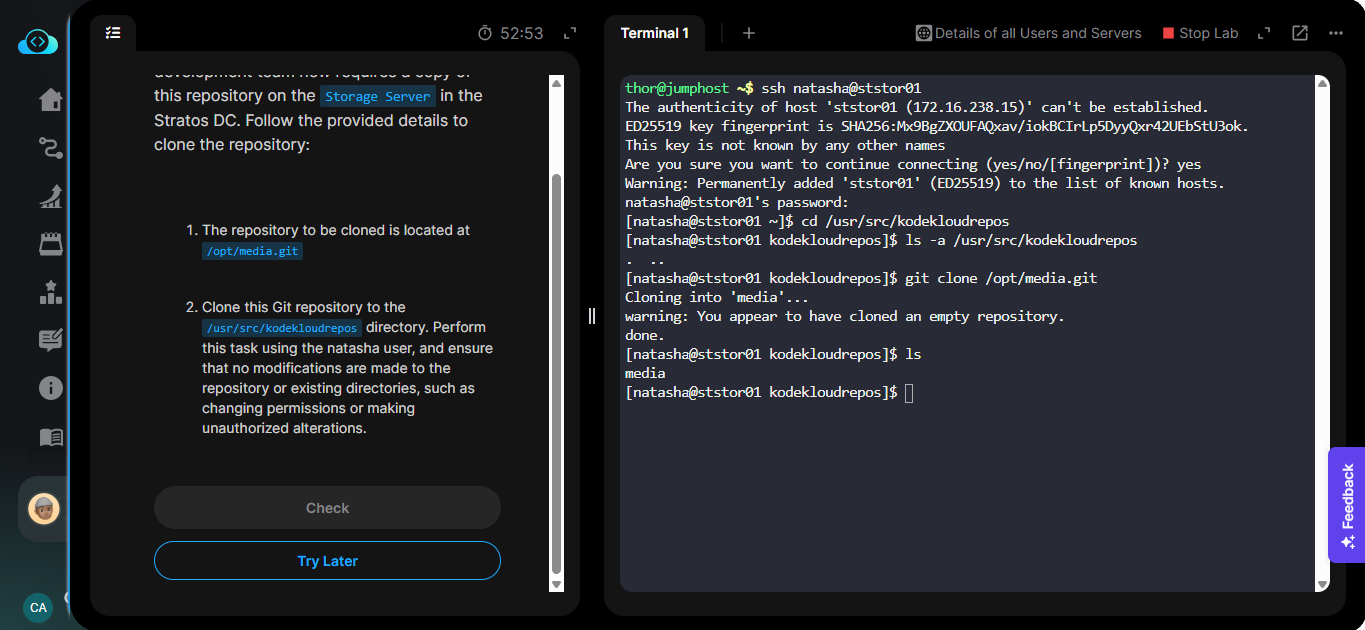 52:53
development team now requires a copy of
this repository on the Storage Server in the
Stratos DC. Follow the provided details to
clone the repository:
1. The repository to be cloned is located at
/opt/media.git
2. Clone this Git repository to the
/usr/src/kodekloudrepos directory. Perform
this task using the natasha user, and ensure
that no modifications are made to the
repository or existing directories, such as
changing permissions or making
unauthorized alterations.
Check
Try Later
CA
Terminal 1
+
Details of all Users and Servers
Stop Lab
thor@jumphost ~$ ssh natasha@ststor01
The authenticity of host 'ststor01 (172.16.238.15)' can't be established.
ED25519 key fingerprint is SHA256:Mx9BgZXOUFAQxav/iokBCIrLp5DyyQxr42UEbStU3ok.
This key is not known by any other names
Are you sure you want to continue connecting (yes/no/[fingerprint])? yes
Warning: Permanently added 'ststor01' (ED25519) to the list of known hosts.
natasha@ststor01's password:
[natasha@ststor01 ~]$ cd /usr/src/kodekloudrepos
[natasha@ststor01 kodekloudrepos]$ ls -a /usr/src/kodekloudrepos
.  ..
[natasha@ststor01 kodekloudrepos]$ git clone /opt/media.git
Cloning into 'media'...
warning: You appear to have cloned an empty repository.
done.
[natasha@ststor01 kodekloudrepos]$ ls
media
[natasha@ststor01 kodekloudrepos]$
Feedback